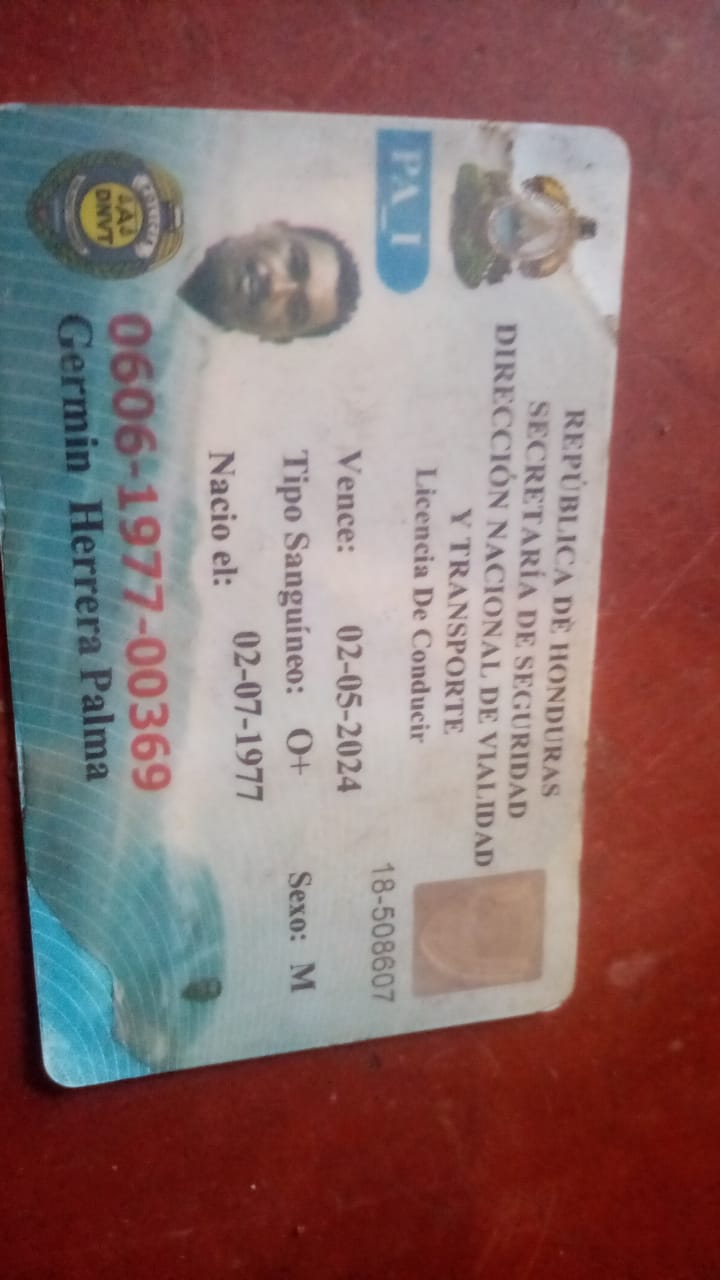 REPÚBLICA DE HONDURAS
SECRETARÍA DE SEGURIDAD
DIRECCIÓN NACIONAL DE VIALIDAD
Y TRANSPORTE
Licencia De Conducir
PA_I
18-508607
Vence: 02-05-2024
Tipo Sanguíneo: O+ Sexo: M
Nacio el: 02-07-1977
DNVT
0606-1977-00369
Germin Herrera Palma